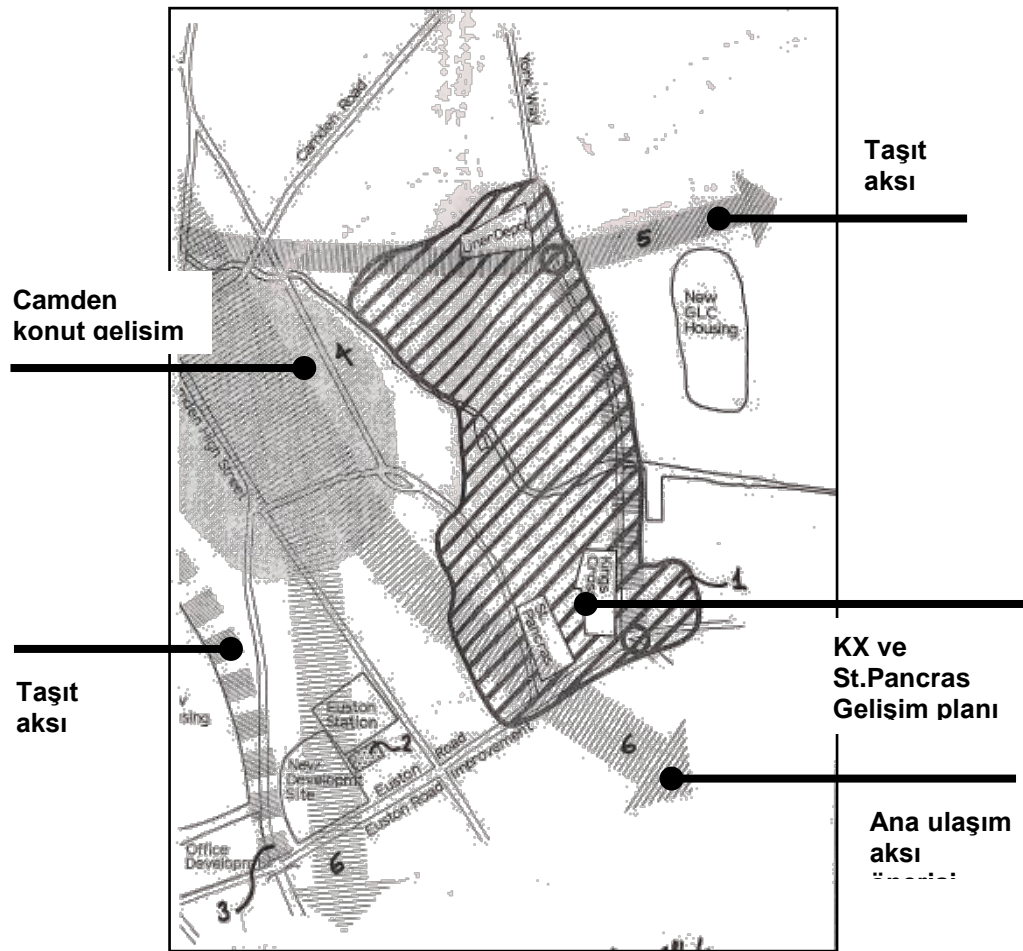 Camden Road
York Way
Taşıt
aksı
LinerDepot
5
New
GLC
Housing
Camden
konut gelişim
4
High Street
Kings
Cross
1
St.
Pancras
KX ve
St.Pancras
Gelişim planı
Taşıt
aksı
Euston
Station
2
New
Development
Site
Euston Road
Euston Road Improvement
6
Office
Development
6
3
Ana ulaşım
aksı
önerisi